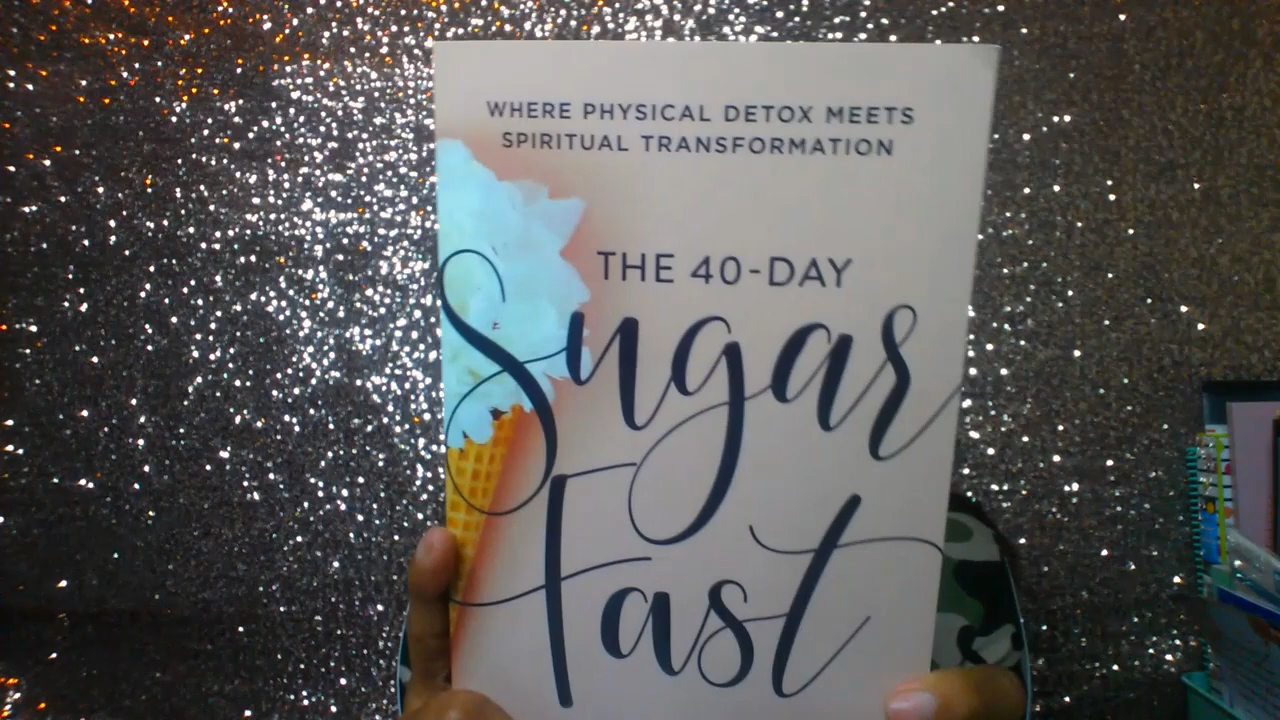 WHERE PHYSICAL DETOX MEETS
SPIRITUAL TRANSFORMATION
THE 40-DAY
Sugar
Fast